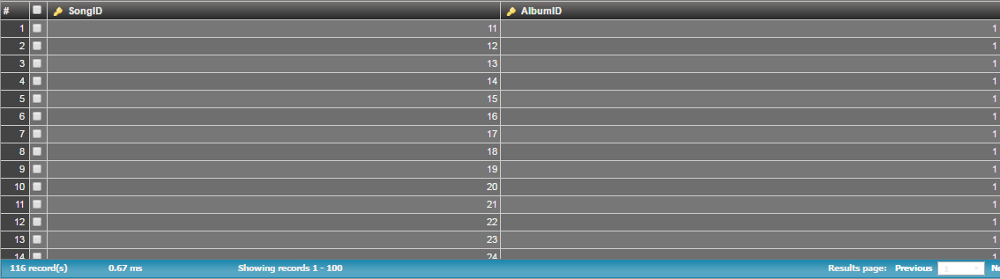 # SongID AlbumID
1 11 1
2 12 1
3 13 1
4 14 1
5 15 1
6 16 1
7 17 1
8 18 1
9 19 1
10 20 1
11 21 1
12 22 1
13 23 1
14 24 1
116 record(s) 0.67 ms Showing records 1 - 100 Results page: Previous 1 Ne